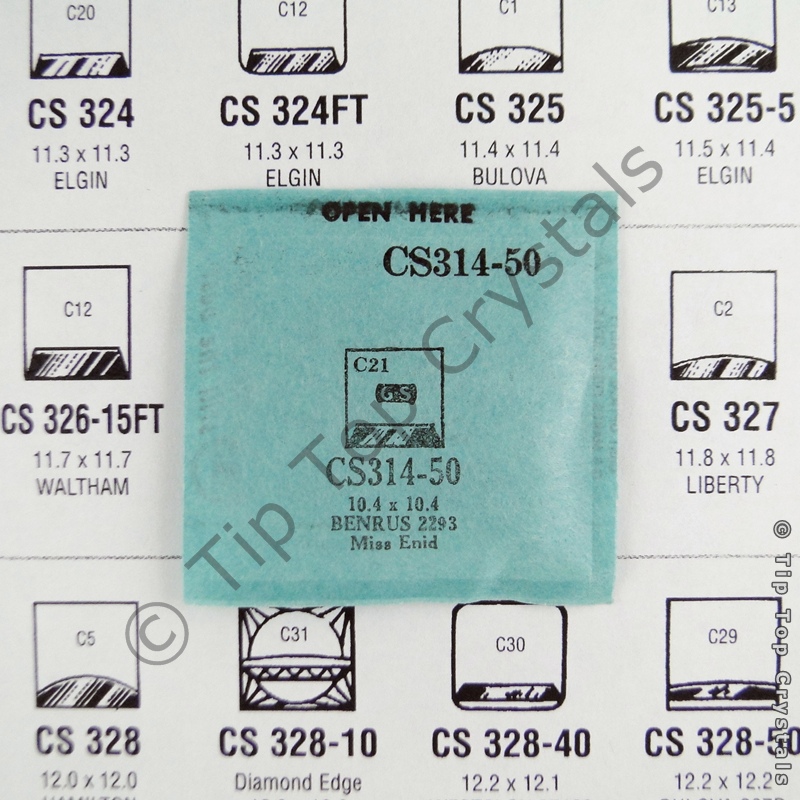 C20 C12 C1 C13
CS 324 CS 324FT CS 325 CS 325-5
11.3 x 11.3 11.3 x 11.3 11.4 x 11.4 11.5 x 11.4
ELGIN ELGIN BULOVA ELGIN
OPEN HERE
CS314-50
C12 C2
C21
GS
CS 326-15FT CS 327
11.7 x 11.7 11.8 x 11.8
WALTHAM LIBERTY
CS314-50
10.4 x 10.4
BENRUS 2293
Miss Enid
C5 C31 C30 C29
CS 328 CS 328-10 CS 328-40 CS 328-50
12.0 x 12.0 Diamond Edge 12.2 x 12.1 12.2 x 12.2
HAMILTON
© Tip Top Crystals
© Tip Top Crystals